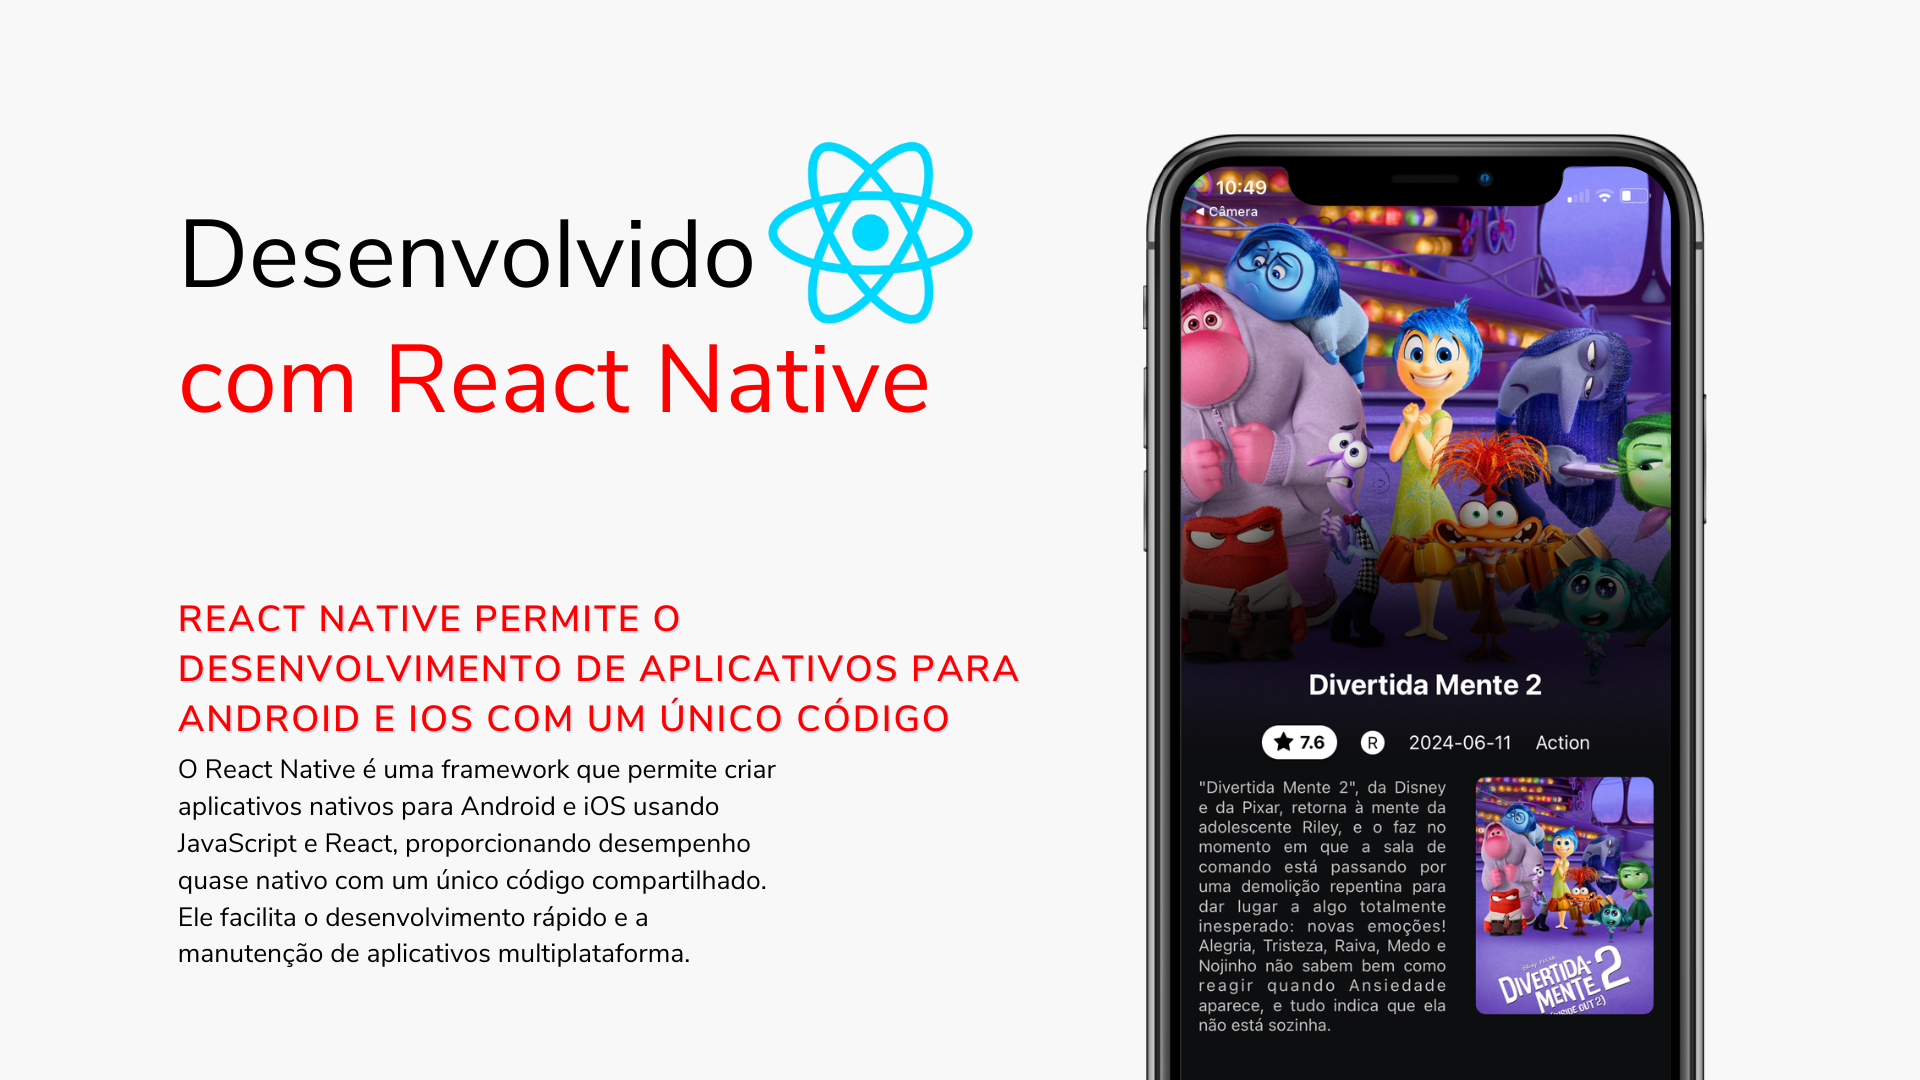 Desenvolvido
com React Native
REACT NATIVE PERMITE O
DESENVOLVIMENTO DE APLICATIVOS PARA
ANDROID E IOS COM UM ÚNICO CÓDIGO
O React Native é uma framework que permite criar
aplicativos nativos para Android e iOS usando
JavaScript e React, proporcionando desempenho
quase nativo com um único código compartilhado.
Ele facilita o desenvolvimento rápido e a
manutenção de aplicativos multiplataforma.
10:49
◀ Câmera
Divertida Mente 2
★ 7.6 R 2024-06-11 Action
"Divertida Mente 2", da Disney
e da Pixar, retorna à mente da
adolescente Riley, e o faz no
momento em que a sala de
comando está passando por
uma demolição repentina para
dar lugar a algo totalmente
inesperado: novas emoções!
Alegria, Tristeza, Raiva, Medo e
Nojinho não sabem bem como
reagir quando Ansiedade
aparece, e tudo indica que ela
não está sozinha.
Disney PIXAR
DIVERTIDA-
MENTE 2
(INSIDE OUT 2)